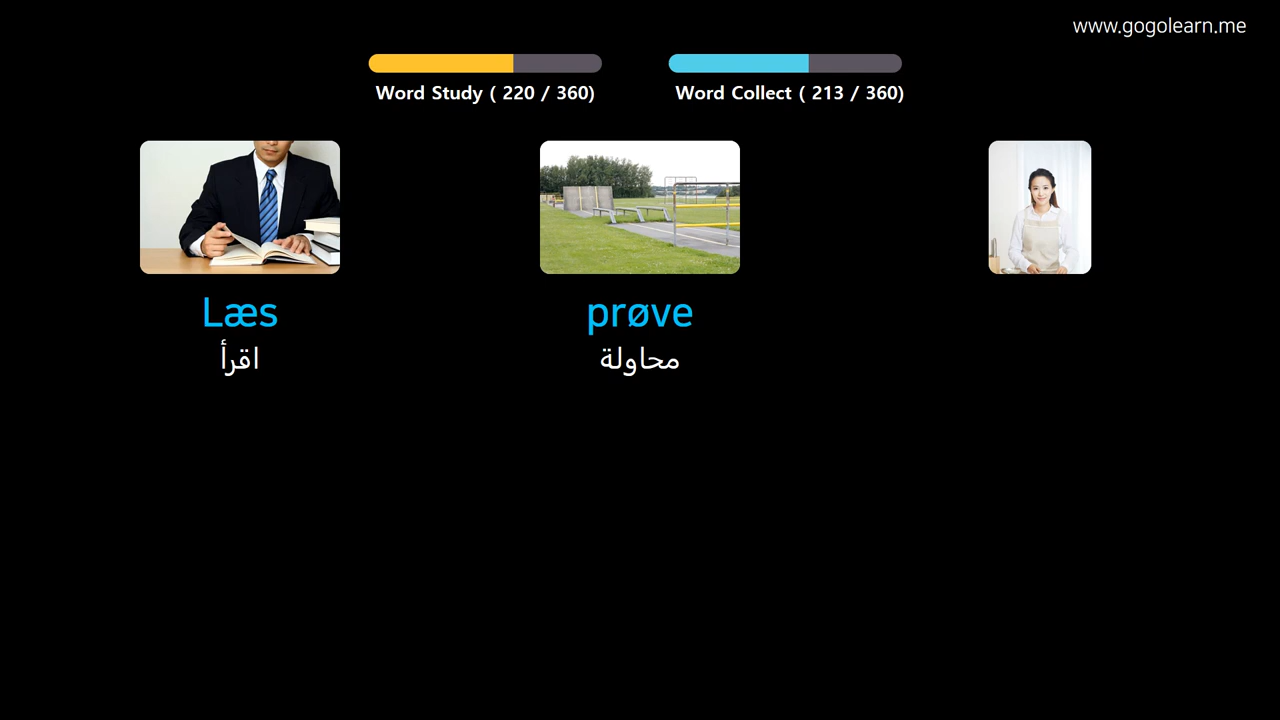 www.gogolearn.me
Word Study ( 220 / 360)
Word Collect ( 213 / 360)
Læs
اقرأ
prøve
محاولة